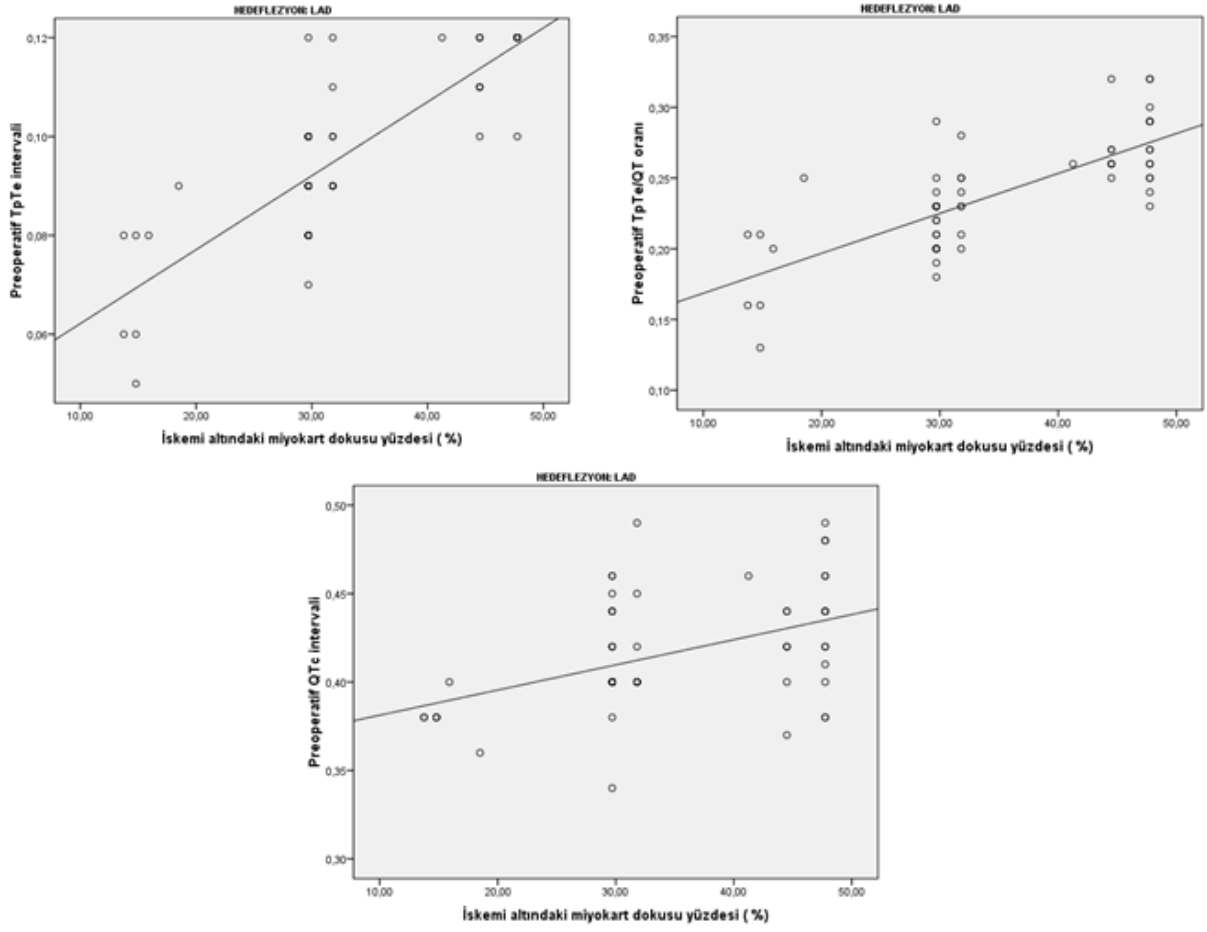 HEDEFLEZYON: LAD
Preoperatif TpTe intervali
0,12
0,10
0,08
0,06
10,00 20,00 30,00 40,00 50,00
İskemi altındaki miyokart dokusu yüzdesi ( %)
HEDEFLEZYON: LAD
Preoperatif TpTe/QT oranı
0,35
0,30
0,25
0,20
0,15
0,10
10,00 20,00 30,00 40,00 50,00
İskemi altındaki miyokart dokusu yüzdesi ( %)
HEDEFLEZYON: LAD
Preoperatif QTc intervali
0,50
0,45
0,40
0,35
0,30
10,00 20,00 30,00 40,00 50,00
İskemi altındaki miyokart dokusu yüzdesi ( %)